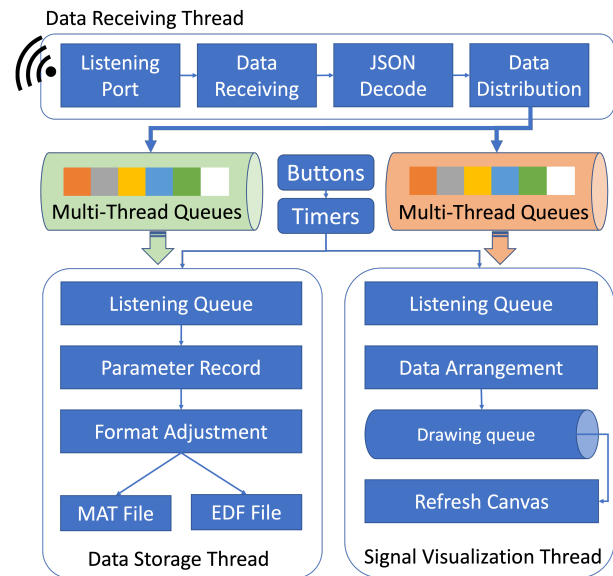 Data Receiving Thread
Listening
Port
Data
Receiving
JSON
Decode
Data
Distribution
Multi-Thread Queues
Buttons
Timers
Multi-Thread Queues
Listening Queue
Parameter Record
Format Adjustment
MAT File
EDF File
Data Storage Thread
Listening Queue
Data Arrangement
Drawing queue
Refresh Canvas
Signal Visualization Thread